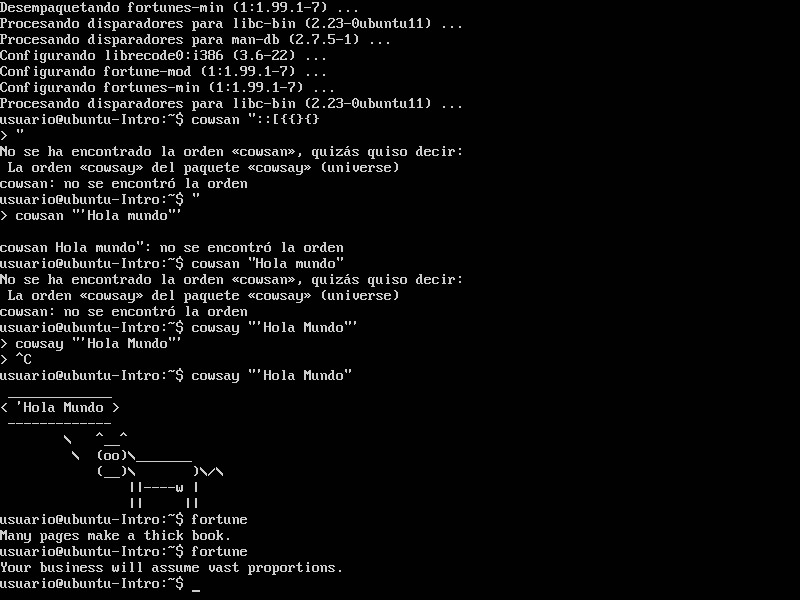 Desempaquetando fortunes-min (1:1.99.1-7) ...
Procesando disparadores para libc-bin (2.23-0ubuntu11) ...
Procesando disparadores para man-db (2.7.5-1) ...
Configurando librecode0:i386 (3.6-22) ...
Configurando fortune-mod (1:1.99.1-7) ...
Configurando fortunes-min (1:1.99.1-7) ...
Procesando disparadores para libc-bin (2.23-0ubuntu11) ...
usuario@ubuntu-Intro:~$ cowsan "::[{{}{}
> "
No se ha encontrado la orden «cowsan», quizás quiso decir:
 La orden «cowsay» del paquete «cowsay» (universe)
cowsan: no se encontró la orden
usuario@ubuntu-Intro:~$ "
> cowsan "'Hola mundo"'

cowsan Hola mundo": no se encontró la orden
usuario@ubuntu-Intro:~$ cowsan "Hola mundo"
No se ha encontrado la orden «cowsan», quizás quiso decir:
 La orden «cowsay» del paquete «cowsay» (universe)
cowsan: no se encontró la orden
usuario@ubuntu-Intro:~$ cowsay "'Hola Mundo"'
> cowsay "'Hola Mundo"'
> ^C
usuario@ubuntu-Intro:~$ cowsay "'Hola Mundo"
 _____________
< 'Hola Mundo >
 -------------
        \   ^__^
         \  (oo)\_______
            (__)\       )\/\
                ||----w |
                ||     ||
usuario@ubuntu-Intro:~$ fortune
Many pages make a thick book.
usuario@ubuntu-Intro:~$ fortune
Your business will assume vast proportions.
usuario@ubuntu-Intro:~$ _